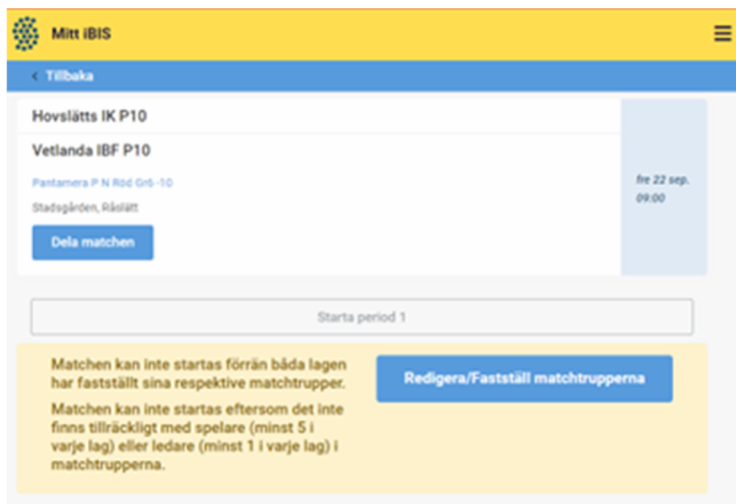 Mitt iBIS
< Tillbaka
Hovslätts IK P10
Vetlanda IBF P10
Pantamera P N Röd Gr6 -10
Stadsgården, Råslätt
fre 22 sep.
09:00
Dela matchen
Starta period 1
Matchen kan inte startas förrän båda lagen
har fastställt sina respektive matchtrupper.
Matchen kan inte startas eftersom det inte
finns tillräckligt med spelare (minst 5 i
varje lag) eller ledare (minst 1 i varje lag) i
matchtrupperna.
Redigera/Fastställ matchtrupperna